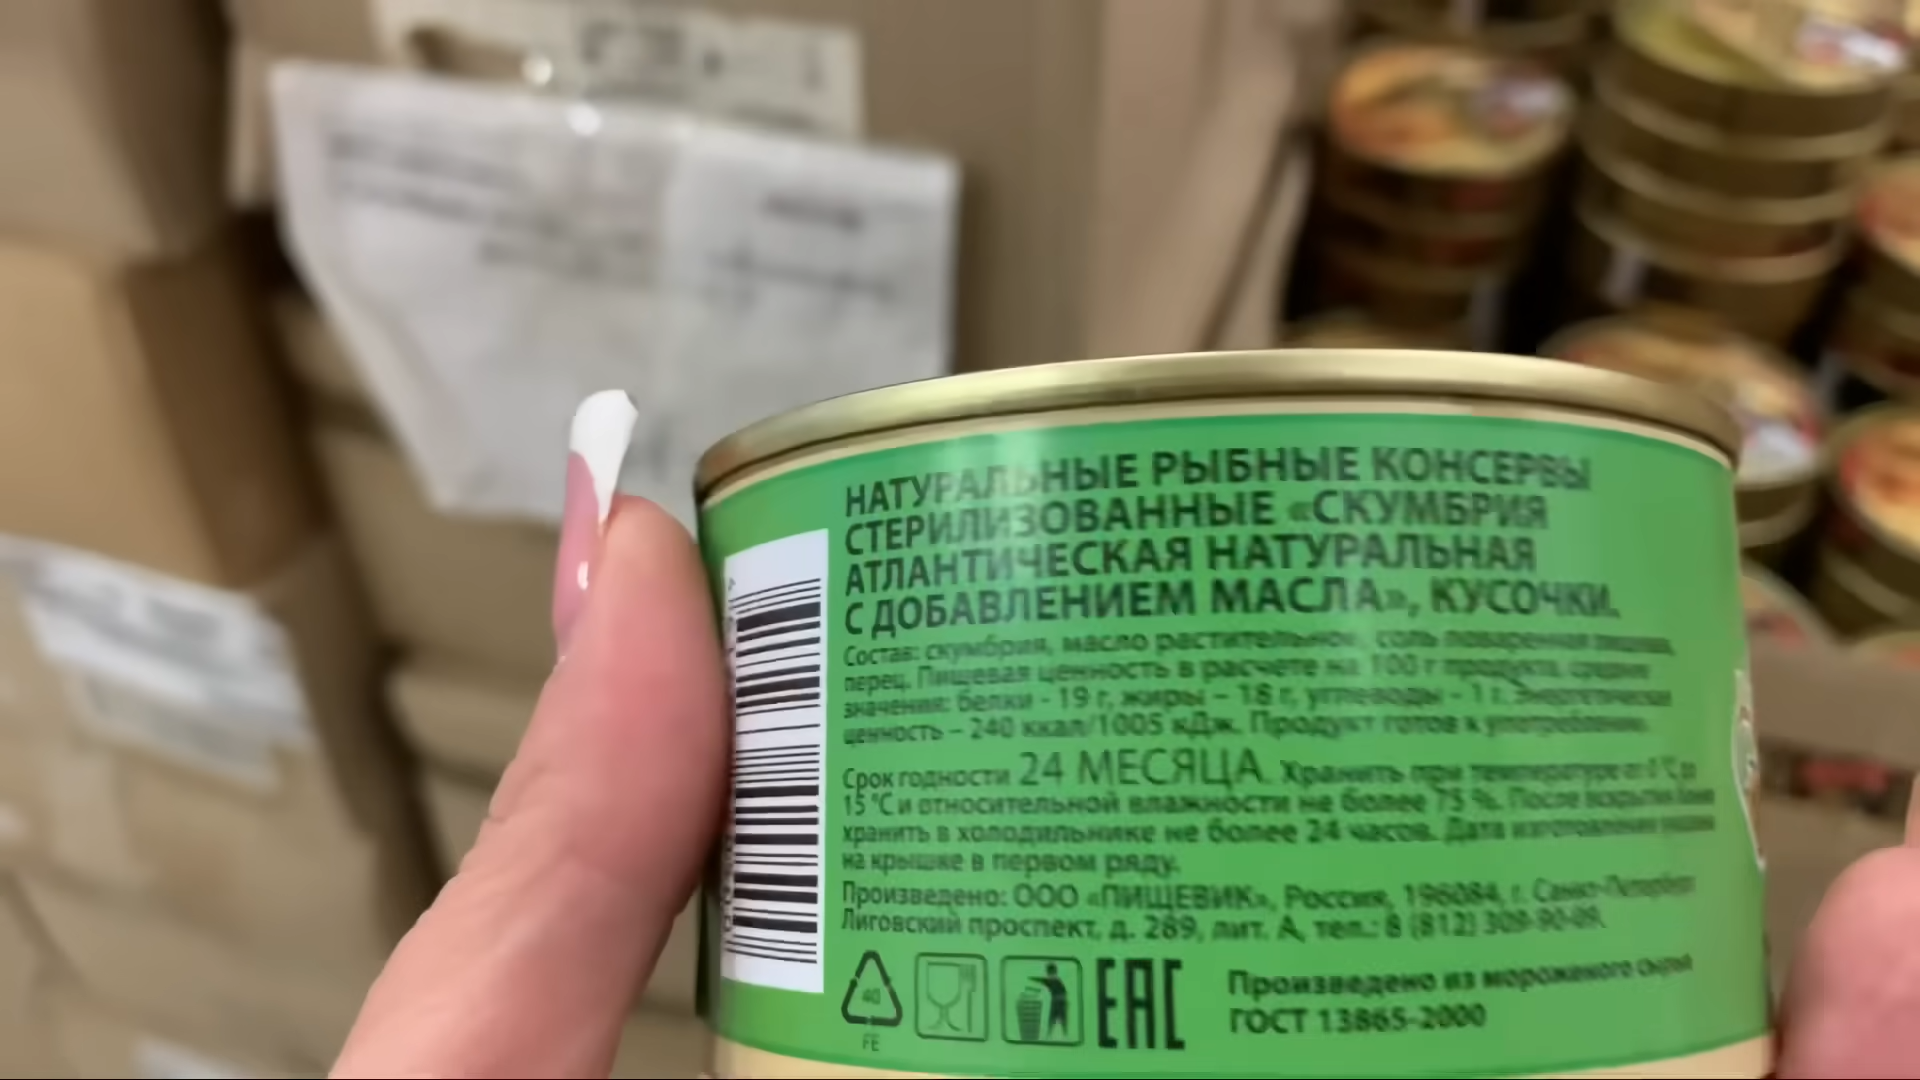 НАТУРАЛЬНЫЕ РЫБНЫЕ КОНСЕРВЫ
СТЕРИЛИЗОВАННЫЕ «СКУМБРИЯ
АТЛАНТИЧЕСКАЯ НАТУРАЛЬНАЯ
С ДОБАВЛЕНИЕМ МАСЛА», КУСОЧКИ.
Состав: скумбрия, масло растительное, соль поваренная пищевая,
перец. Пищевая ценность в расчете на 100 г продукта, средние
значения: белки - 19 г, жиры - 18 г, углеводы - 1 г. Энергетическая
ценность - 240 ккал/1005 кДж. Продукт готов к употреблению.
Срок годности 24 МЕСЯЦА. Хранить при температуре от 0 °С до
15 °С и относительной влажности не более 75 %. После вскрытия банки
хранить в холодильнике не более 24 часов. Дата изготовления указана
на крышке в первом ряду.
Произведено: ООО «ПИЩЕВИК», Россия, 196084, г. Санкт-Петербург
Лиговский проспект, д. 289, лит. А, тел.: 8 (812) 309-90-09.
40
FE
EAC
Произведено из мороженого сырья
ГОСТ 13865-2000